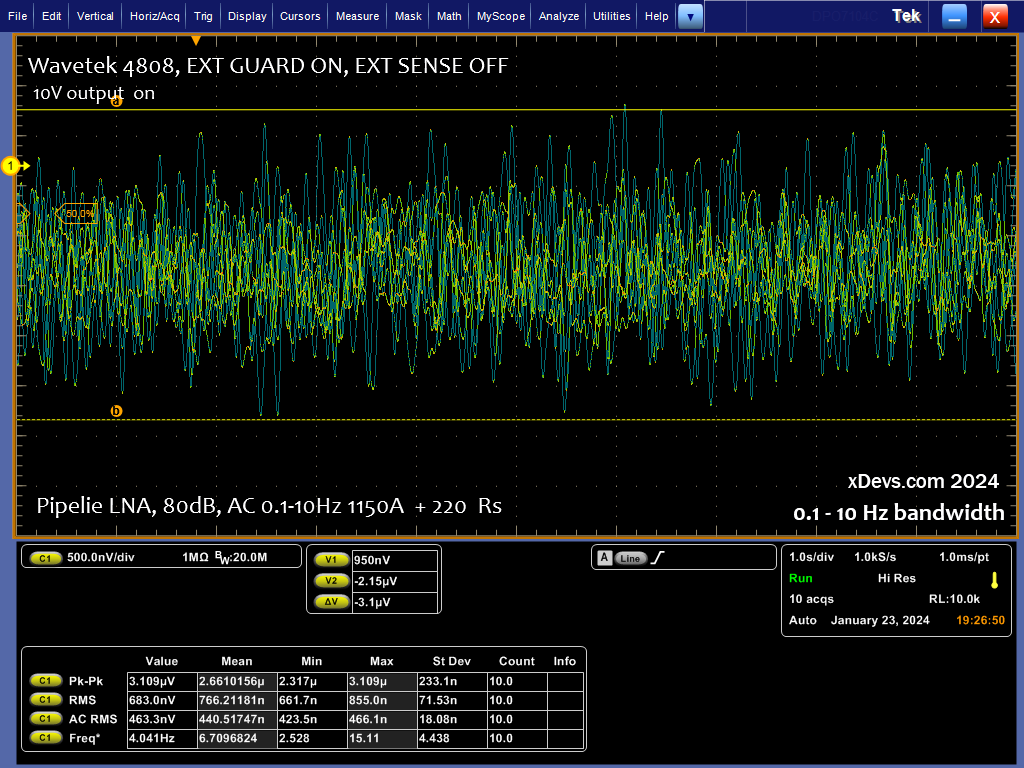 File Edit Vertical Horiz/Acq Trig Display Cursors Measure Mask Math MyScope Analyze Utilities Help ▼ Tek X
Wavetek 4808, EXT GUARD ON, EXT SENSE OFF
10V output on
a
1
50.0%
b
xDevs.com 2024
Pipelie LNA, 80dB, AC 0.1-10Hz 1150A + 220 Rs
0.1 - 10 Hz bandwidth
C1 500.0nV/div 1MΩ BW:20.0M
V1 950nV
V2 -2.15µV
ΔV -3.1µV
A Line
1.0s/div 1.0kS/s 1.0ms/pt
Run Hi Res
10 acqs RL:10.0k
Auto January 23, 2024 19:26:50
Value Mean Min Max St Dev Count Info
C1 Pk-Pk 3.109µV 2.6610156µ 2.317µ 3.109µ 233.1n 10.0
C1 RMS 683.0nV 766.21181n 661.7n 855.0n 71.53n 10.0
C1 AC RMS 463.3nV 440.51747n 423.5n 466.1n 18.08n 10.0
C1 Freq* 4.041Hz 6.7096824 2.528 15.11 4.438 10.0